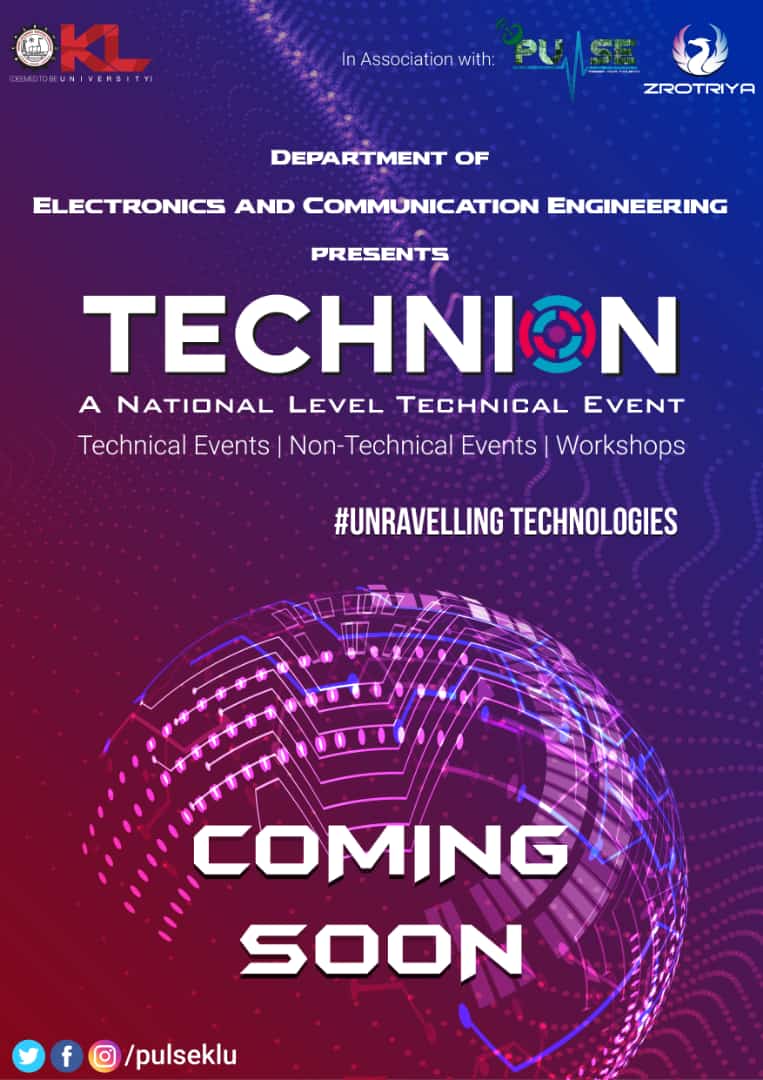 KL
(DEEMED TO BE UNIVERSITY)
In Association with:
PULSE
ZROTRIYA
DEPARTMENT OF
ELECTRONICS AND COMMUNICATION ENGINEERING
PRESENTS
TECHNION
A NATIONAL LEVEL TECHNICAL EVENT
Technical Events | Non-Technical Events | Workshops
#UNRAVELLING TECHNOLOGIES
COMING
SOON
/pulseklu